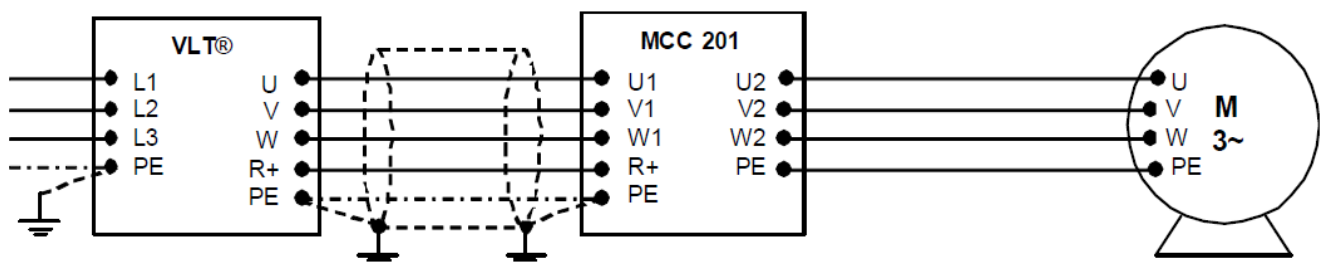 VLT®
L1
L2
L3
PE
U
V
W
R+
PE
MCC 201
U1
V1
W1
R+
PE
U2
V2
W2
PE
U
V
W
PE
M
3~